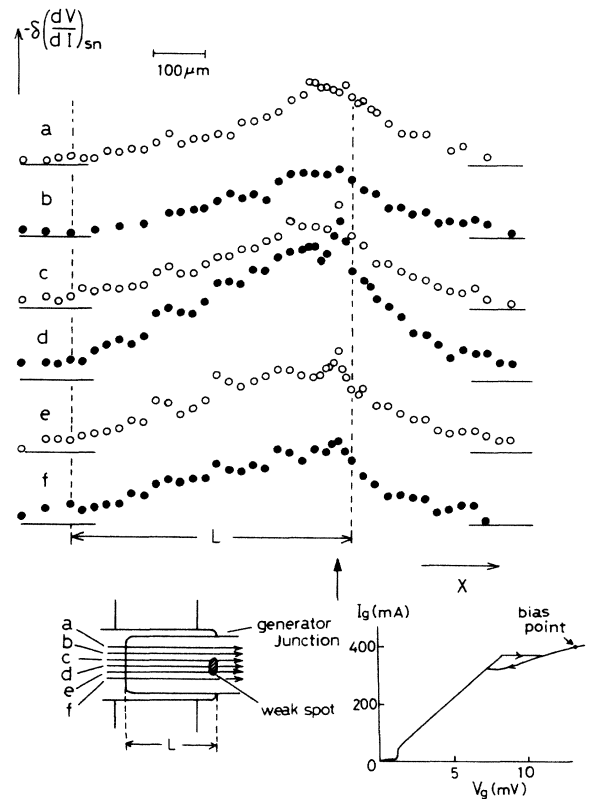 -δ(dV/dI)sn
100μm
a
b
c
d
e
f
L
X
a
b
c
d
e
f
generator
Junction
weak spot
L
Ig(mA)
400
200
0
5
10
Vg(mV)
bias
point